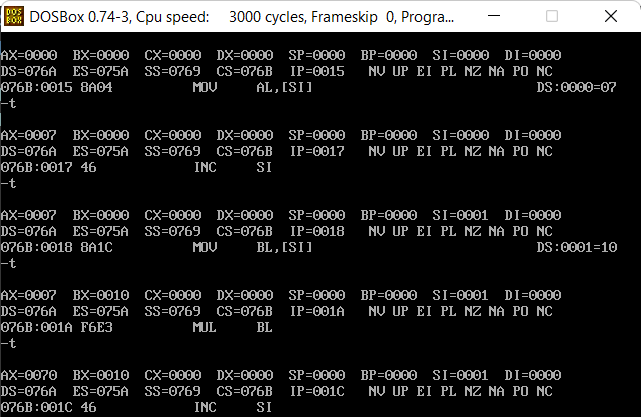 DOS BOX DOSBox 0.74-3, Cpu speed: 3000 cycles, Frameskip 0, Progra...
AX=0000 BX=0000 CX=0000 DX=0000 SP=0000 BP=0000 SI=0000 DI=0000
DS=076A ES=075A SS=0769 CS=076B IP=0015 NV UP EI PL NZ NA PO NC
076B:0015 8A04 MOV AL,[SI] DS:0000=07
-t
AX=0007 BX=0000 CX=0000 DX=0000 SP=0000 BP=0000 SI=0000 DI=0000
DS=076A ES=075A SS=0769 CS=076B IP=0017 NV UP EI PL NZ NA PO NC
076B:0017 46 INC SI
-t
AX=0007 BX=0000 CX=0000 DX=0000 SP=0000 BP=0000 SI=0001 DI=0000
DS=076A ES=075A SS=0769 CS=076B IP=0018 NV UP EI PL NZ NA PO NC
076B:0018 8A1C MOV BL,[SI] DS:0001=10
-t
AX=0007 BX=0010 CX=0000 DX=0000 SP=0000 BP=0000 SI=0001 DI=0000
DS=076A ES=075A SS=0769 CS=076B IP=001A NV UP EI PL NZ NA PO NC
076B:001A F6E3 MUL BL
-t
AX=0070 BX=0010 CX=0000 DX=0000 SP=0000 BP=0000 SI=0001 DI=0000
DS=076A ES=075A SS=0769 CS=076B IP=001C NV UP EI PL NZ NA PO NC
076B:001C 46 INC SI